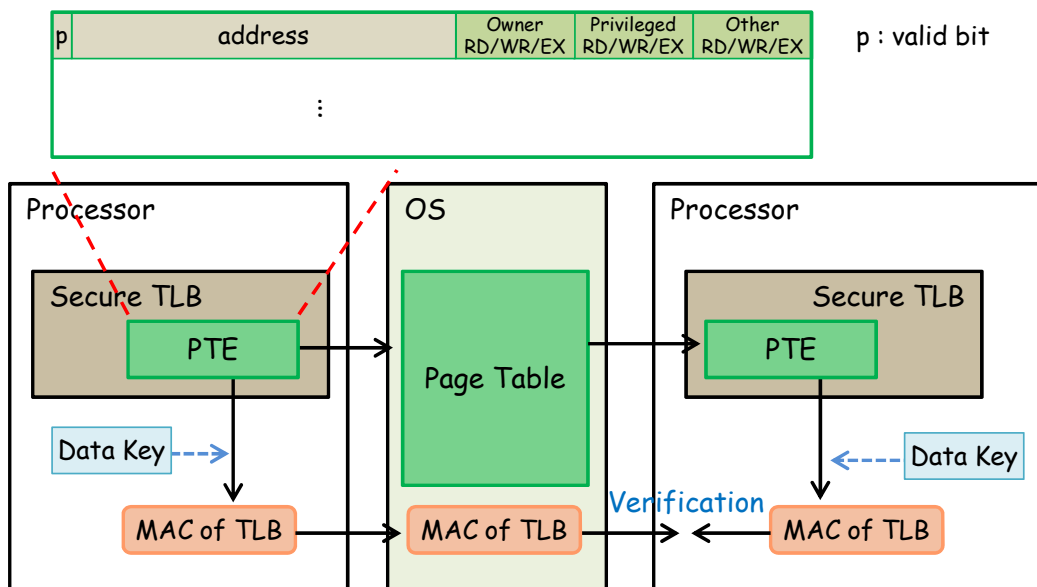 p
address
Owner
RD/WR/EX
Privileged
RD/WR/EX
Other
RD/WR/EX
p : valid bit
⋮
Processor
OS
Processor
Secure TLB
Secure TLB
PTE
Page Table
PTE
Data Key
Data Key
Verification
MAC of TLB
MAC of TLB
MAC of TLB